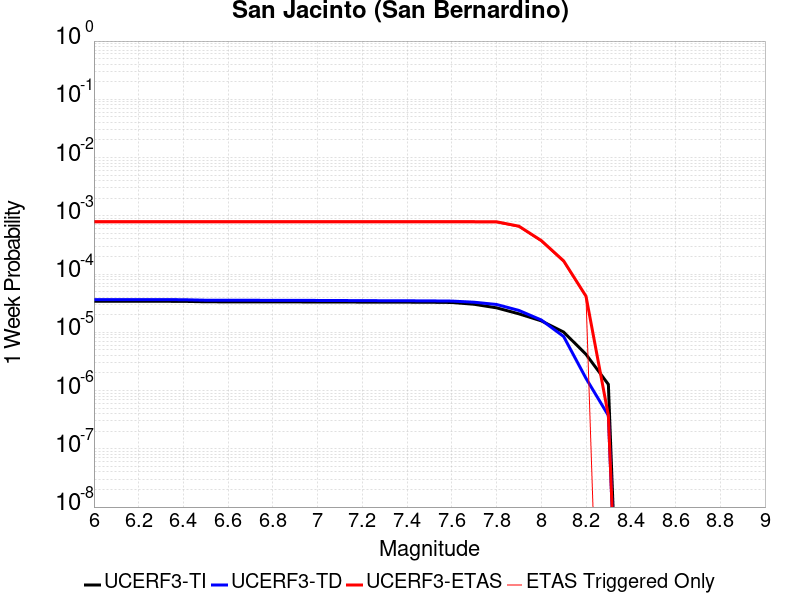 San Jacinto (San Bernardino)
10^0
10^-1
10^-2
10^-3
10^-4
10^-5
10^-6
10^-7
10^-8
1 Week Probability
6 6.2 6.4 6.6 6.8 7 7.2 7.4 7.6 7.8 8 8.2 8.4 8.6 8.8 9
Magnitude
UCERF3-TI UCERF3-TD UCERF3-ETAS ETAS Triggered Only